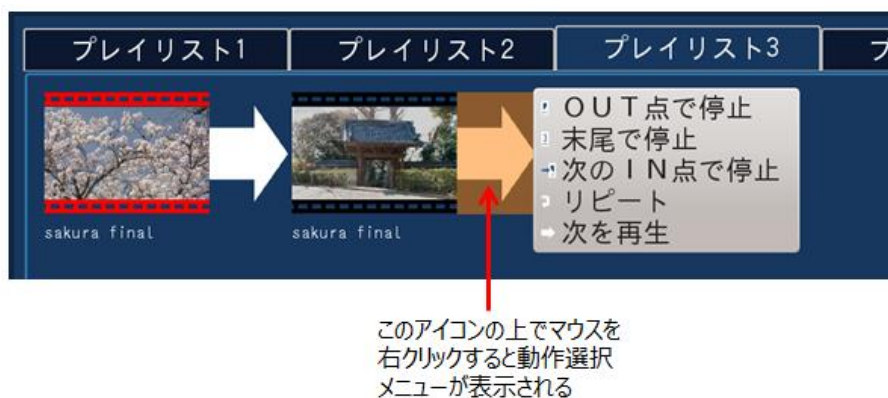 プレイリスト1
プレイリスト2
プレイリスト3
プ
OUT点で停止
末尾で停止
次のIN点で停止
リピート
次を再生
sakura final
sakura final
このアイコンの上でマウスを
右クリックすると動作選択
メニューが表示される